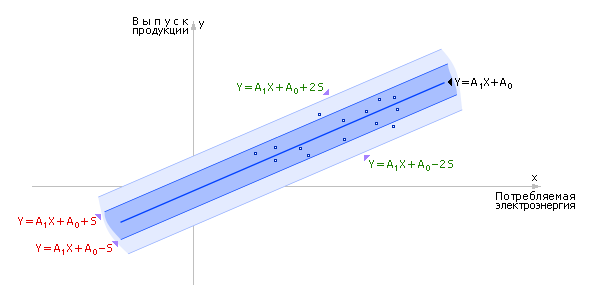 Выпуск
продукции
y
Y=A₁X+A₀+2S
Y=A₁X+A₀
Y=A₁X+A₀-2S
x
Потребляемая
электроэнергия
Y=A₁X+A₀+S
Y=A₁X+A₀-S